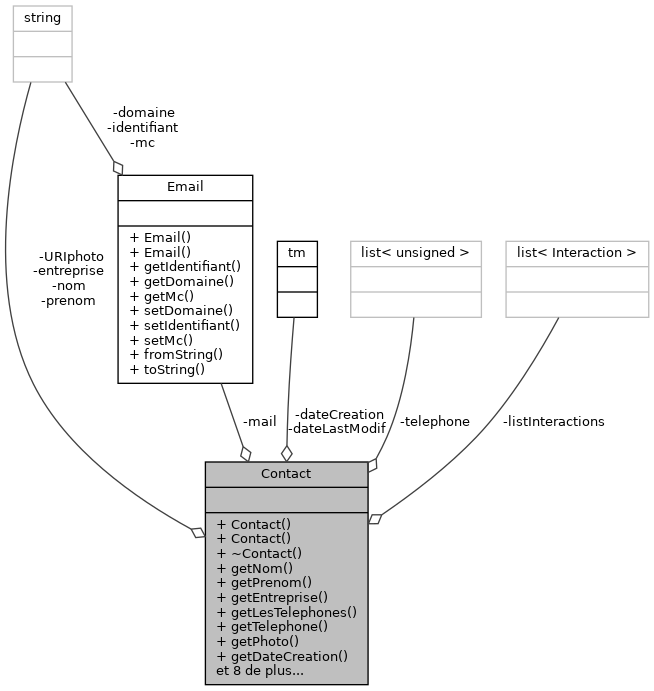 string
-domaine
-identifiant
-mc
Email
+ Email()
+ Email()
+ getIdentifiant()
+ getDomaine()
+ getMc()
+ setDomaine()
+ setIdentifiant()
+ setMc()
+ fromString()
+ toString()
-URIphoto
-entreprise
-nom
-prenom
tm
list< unsigned >
list< Interaction >
-mail
-dateCreation
-dateLastModif
-telephone
-listInteractions
Contact
+ Contact()
+ Contact()
+ ~Contact()
+ getNom()
+ getPrenom()
+ getEntreprise()
+ getLesTelephones()
+ getTelephone()
+ getPhoto()
+ getDateCreation()
et 8 de plus...